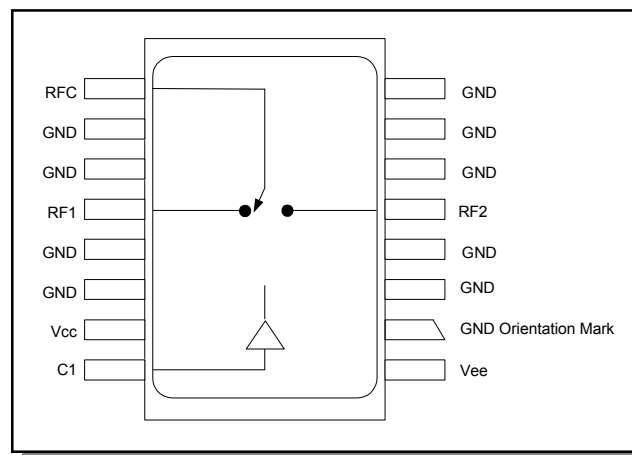 RFC
GND
GND
RF1
GND
GND
Vcc
C1
GND
GND
GND
RF2
GND
GND
GND Orientation Mark
Vee